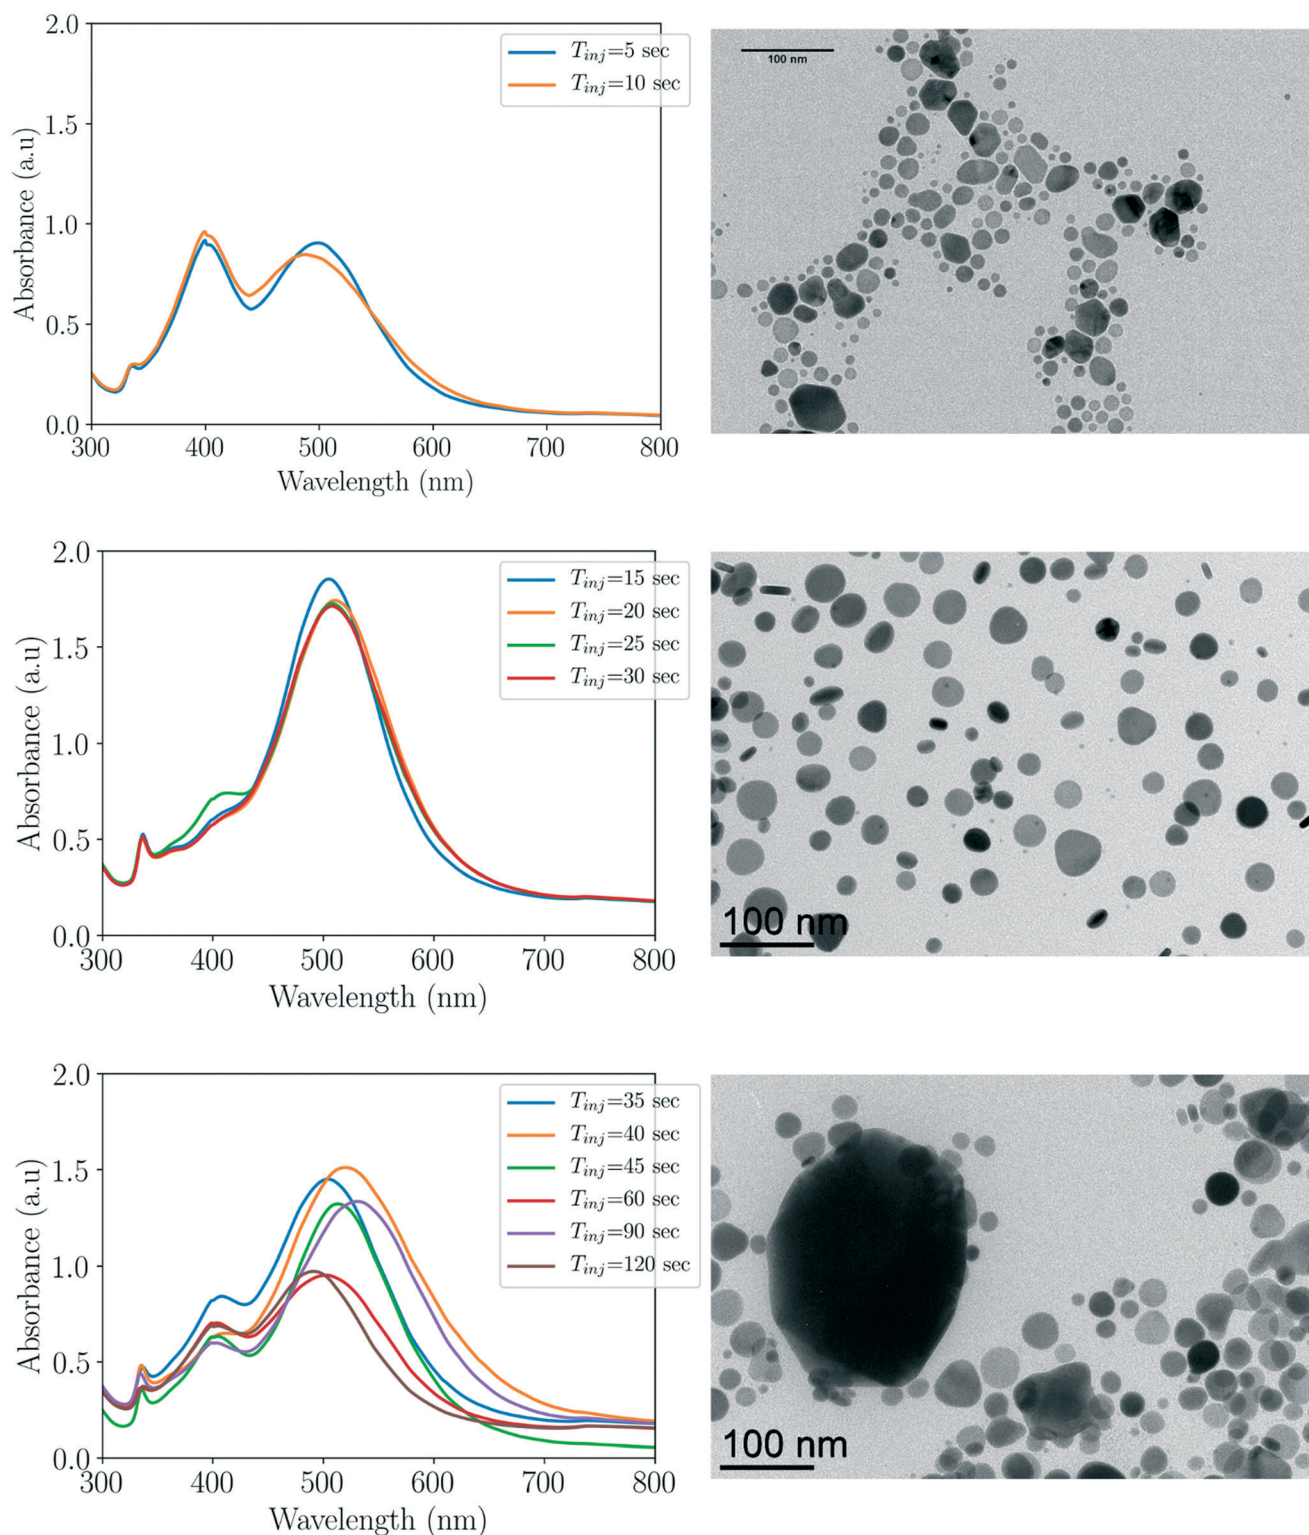 2.0
1.5
1.0
0.5
0.0
Absorbance (a.u)
300 400 500 600 700 800
Wavelength (nm)
T_inj=5 sec
T_inj=10 sec
100 nm
2.0
1.5
1.0
0.5
0.0
Absorbance (a.u)
300 400 500 600 700 800
Wavelength (nm)
T_inj=15 sec
T_inj=20 sec
T_inj=25 sec
T_inj=30 sec
100 nm
2.0
1.5
1.0
0.5
0.0
Absorbance (a.u)
300 400 500 600 700 800
Wavelength (nm)
T_inj=35 sec
T_inj=40 sec
T_inj=45 sec
T_inj=60 sec
T_inj=90 sec
T_inj=120 sec
100 nm